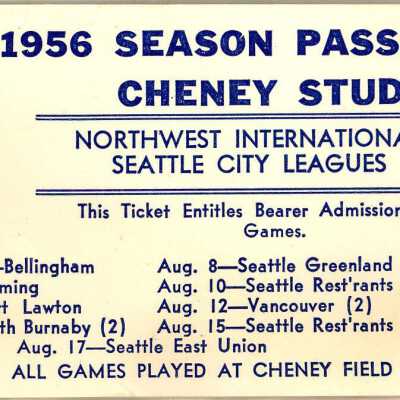 1956 SEASON PASS
CHENEY STUD
NORTHWEST INTERNATIONA
SEATTLE CITY LEAGUES
This Ticket Entitles Bearer Admission
Games.
-Bellingham Aug. 8—Seattle Greenland
ming Aug. 10—Seattle Rest'rants
rt Lawton Aug. 12—Vancouver (2)
th Burnaby (2) Aug. 15—Seattle Rest'rants
Aug. 17—Seattle East Union
ALL GAMES PLAYED AT CHENEY FIELD